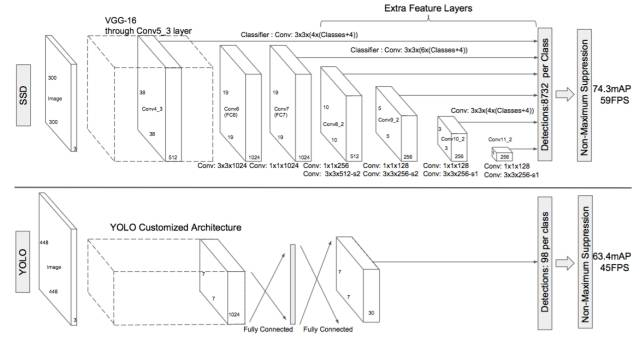 Extra Feature Layers
VGG-16
through Conv5_3 layer
Classifier : Conv: 3x3x(4x(Classes+4))
Classifier : Conv: 3x3x(6x(Classes+4))
SSD
300
Image
300
3
38
Conv4_3
38
512
19
Conv6
(FC6)
19
1024
19
Conv7
(FC7)
19
1024
10
Conv8_2
10
512
5
Conv9_2
5
256
Conv: 3x3x(4x(Classes+4))
3
Conv10_2
3
256
Conv11_2
256
Conv: 3x3x1024
Conv: 1x1x1024
Conv: 1x1x256
Conv: 3x3x512-s2
Conv: 1x1x128
Conv: 3x3x256-s2
Conv: 1x1x128
Conv: 3x3x256-s1
Conv: 1x1x128
Conv: 3x3x256-s1
Detections:8732 per Class
Non-Maximum Suppression
74.3mAP
59FPS
YOLO
448
Image
448
3
YOLO Customized Architecture
7
7
1024
Fully Connected
Fully Connected
7
7
30
Detections: 98 per class
Non-Maximum Suppression
63.4mAP
45FPS